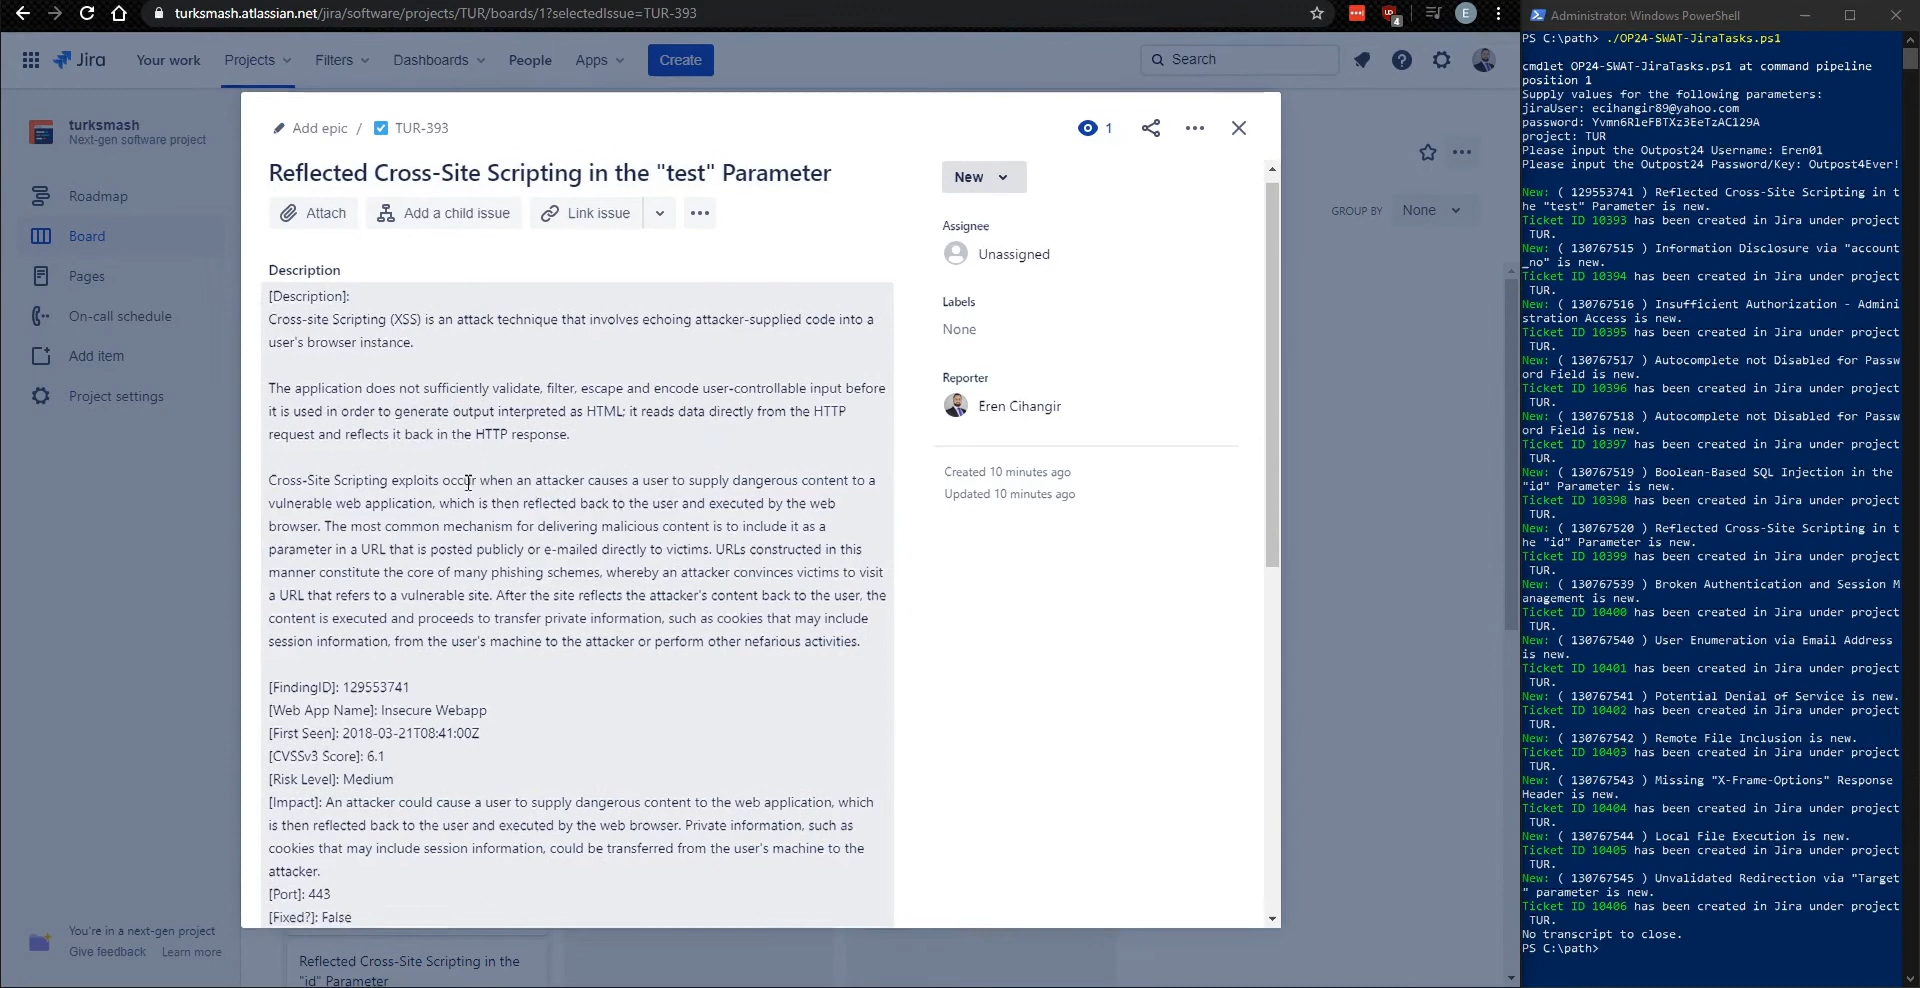 turksmash.atlassian.net/jira/software/projects/TUR/boards/1?selectedIssue=TUR-393
4
E
Jira
Your work
Projects
Filters
Dashboards
People
Apps
Create
Search
turksmash
Next-gen software project
Roadmap
Board
Pages
On-call schedule
Add item
Project settings
You're in a next-gen project
Give feedback
Learn more
GROUP BY
None
Add epic / TUR-393
1
Reflected Cross-Site Scripting in the "test" Parameter
Attach
Add a child issue
Link issue
Description
[Description]:
Cross-site Scripting (XSS) is an attack technique that involves echoing attacker-supplied code into a
user's browser instance.
The application does not sufficiently validate, filter, escape and encode user-controllable input before
it is used in order to generate output interpreted as HTML; it reads data directly from the HTTP
request and reflects it back in the HTTP response.
Cross-Site Scripting exploits occur when an attacker causes a user to supply dangerous content to a
vulnerable web application, which is then reflected back to the user and executed by the web
browser. The most common mechanism for delivering malicious content is to include it as a
parameter in a URL that is posted publicly or e-mailed directly to victims. URLs constructed in this
manner constitute the core of many phishing schemes, whereby an attacker convinces victims to visit
a URL that refers to a vulnerable site. After the site reflects the attacker's content back to the user, the
content is executed and proceeds to transfer private information, such as cookies that may include
session information, from the user's machine to the attacker or perform other nefarious activities.
[FindingID]: 129553741
[Web App Name]: Insecure Webapp
[First Seen]: 2018-03-21T08:41:00Z
[CVSSv3 Score]: 6.1
[Risk Level]: Medium
[Impact]: An attacker could cause a user to supply dangerous content to the web application, which
is then reflected back to the user and executed by the web browser. Private information, such as
cookies that may include session information, could be transferred from the user's machine to the
attacker.
[Port]: 443
[Fixed?]: False
New
Assignee
Unassigned
Labels
None
Reporter
Eren Cihangir
Created 10 minutes ago
Updated 10 minutes ago
Reflected Cross-Site Scripting in the
"id" Parameter
Administrator: Windows PowerShell
PS C:\path> ./OP24-SWAT-JiraTasks.ps1
cmdlet OP24-SWAT-JiraTasks.ps1 at command pipeline
position 1
Supply values for the following parameters:
jiraUser: ecihangir89@yahoo.com
password: Yvmn6RleFBTXz3EeTzAC129A
project: TUR
Please input the Outpost24 Username: Eren01
Please input the Outpost24 Password/Key: Outpost4Ever!
New: ( 129553741 ) Reflected Cross-Site Scripting in t
he "test" Parameter is new.
Ticket ID 10393 has been created in Jira under project
TUR.
New: ( 130767515 ) Information Disclosure via "account
_no" is new.
Ticket ID 10394 has been created in Jira under project
TUR.
New: ( 130767516 ) Insufficient Authorization - Admini
stration Access is new.
Ticket ID 10395 has been created in Jira under project
TUR.
New: ( 130767517 ) Autocomplete not Disabled for Passw
ord Field is new.
Ticket ID 10396 has been created in Jira under project
TUR.
New: ( 130767518 ) Autocomplete not Disabled for Passw
ord Field is new.
Ticket ID 10397 has been created in Jira under project
TUR.
New: ( 130767519 ) Boolean-Based SQL Injection in the
"id" Parameter is new.
Ticket ID 10398 has been created in Jira under project
TUR.
New: ( 130767520 ) Reflected Cross-Site Scripting in t
he "id" Parameter is new.
Ticket ID 10399 has been created in Jira under project
TUR.
New: ( 130767539 ) Broken Authentication and Session M
anagement is new.
Ticket ID 10400 has been created in Jira under project
TUR.
New: ( 130767540 ) User Enumeration via Email Address
is new.
Ticket ID 10401 has been created in Jira under project
TUR.
New: ( 130767541 ) Potential Denial of Service is new.
Ticket ID 10402 has been created in Jira under project
TUR.
New: ( 130767542 ) Remote File Inclusion is new.
Ticket ID 10403 has been created in Jira under project
TUR.
New: ( 130767543 ) Missing "X-Frame-Options" Response
Header is new.
Ticket ID 10404 has been created in Jira under project
TUR.
New: ( 130767544 ) Local File Execution is new.
Ticket ID 10405 has been created in Jira under project
TUR.
New: ( 130767545 ) Unvalidated Redirection via "Target
" parameter is new.
Ticket ID 10406 has been created in Jira under project
TUR.
No transcript to close.
PS C:\path>